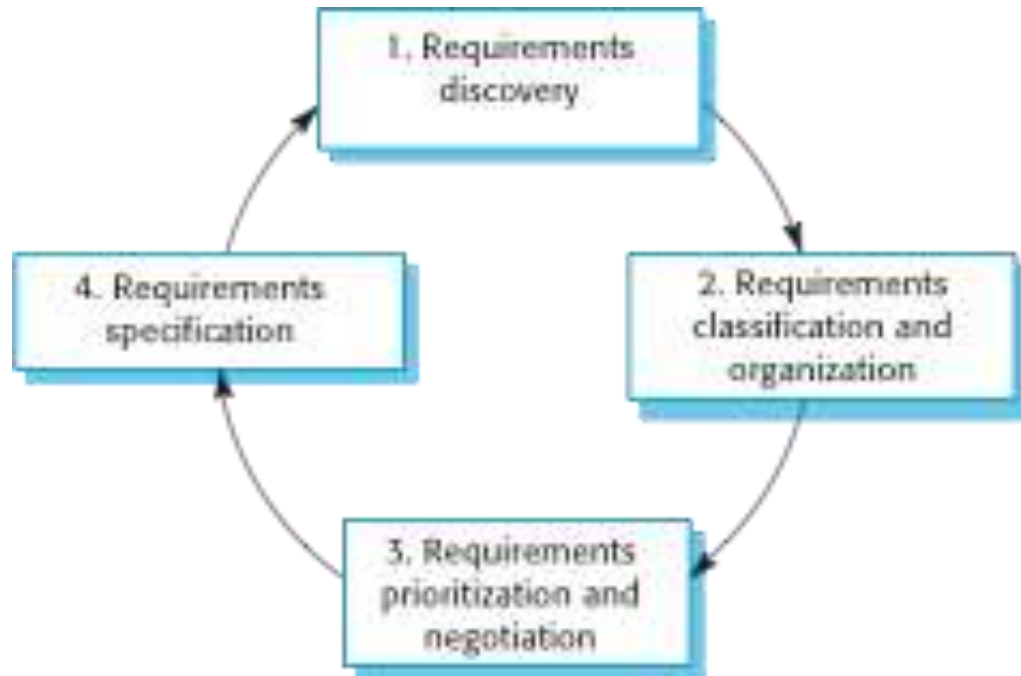 1. Requirements
discovery
2. Requirements
classification and
organization
3. Requirements
prioritization and
negotiation
4. Requirements
specification